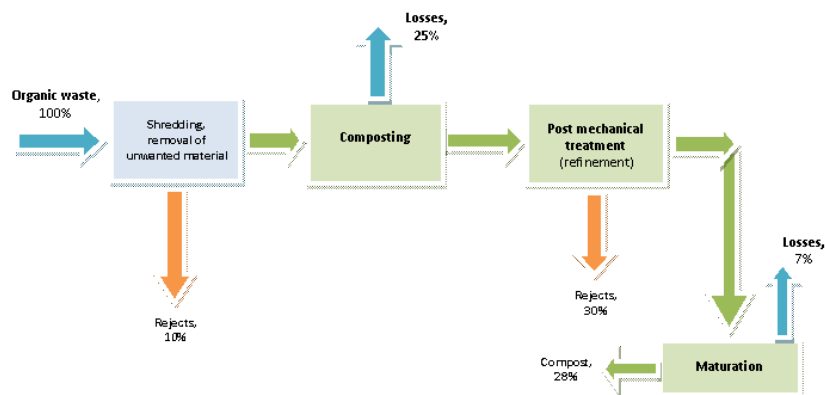 Losses,
25%
Organic waste,
100%
Shredding,
removal of
unwanted material
Composting
Post mechanical
treatment
(refinement)
Rejects,
10%
Rejects,
30%
Losses,
7%
Compost,
28%
Maturation